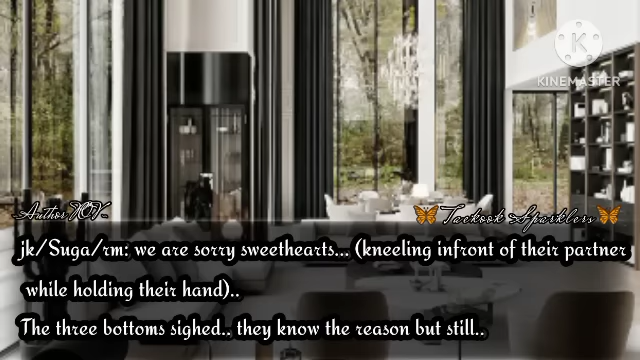 KINEMASTER
-Author POV-
🦋Taekook Sparkless🦋
jk/Suga/rm: we are sorry sweethearts... (kneeling infront of their partner
while holding their hand)..
The three bottoms sighed.. they know the reason but still..